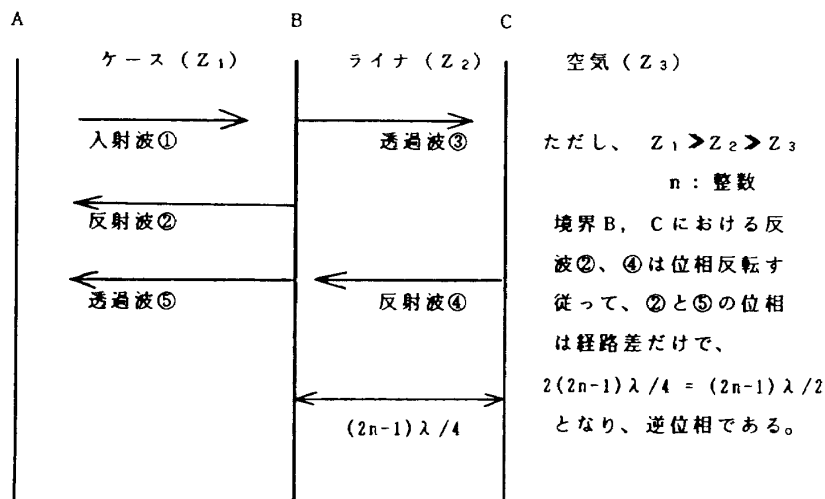 A B C
ケース (Z₁) ライナ (Z₂) 空気 (Z₃)
入射波① 透過波③
ただし、 Z₁≫Z₂≫Z₃
n : 整数
反射波②
境界B, Cにおける反
波②、④は位相反転す
透過波⑤ 反射波④
従って、②と⑤の位相
は経路差だけで、
2(2n-1)λ/4 = (2n-1)λ/2
(2n-1)λ/4
となり、逆位相である。